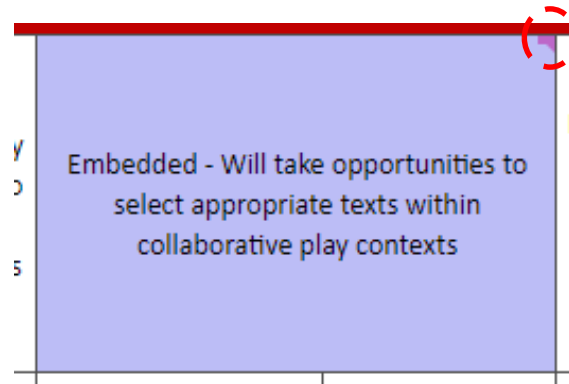 Embedded - Will take opportunities to
select appropriate texts within
collaborative play contexts